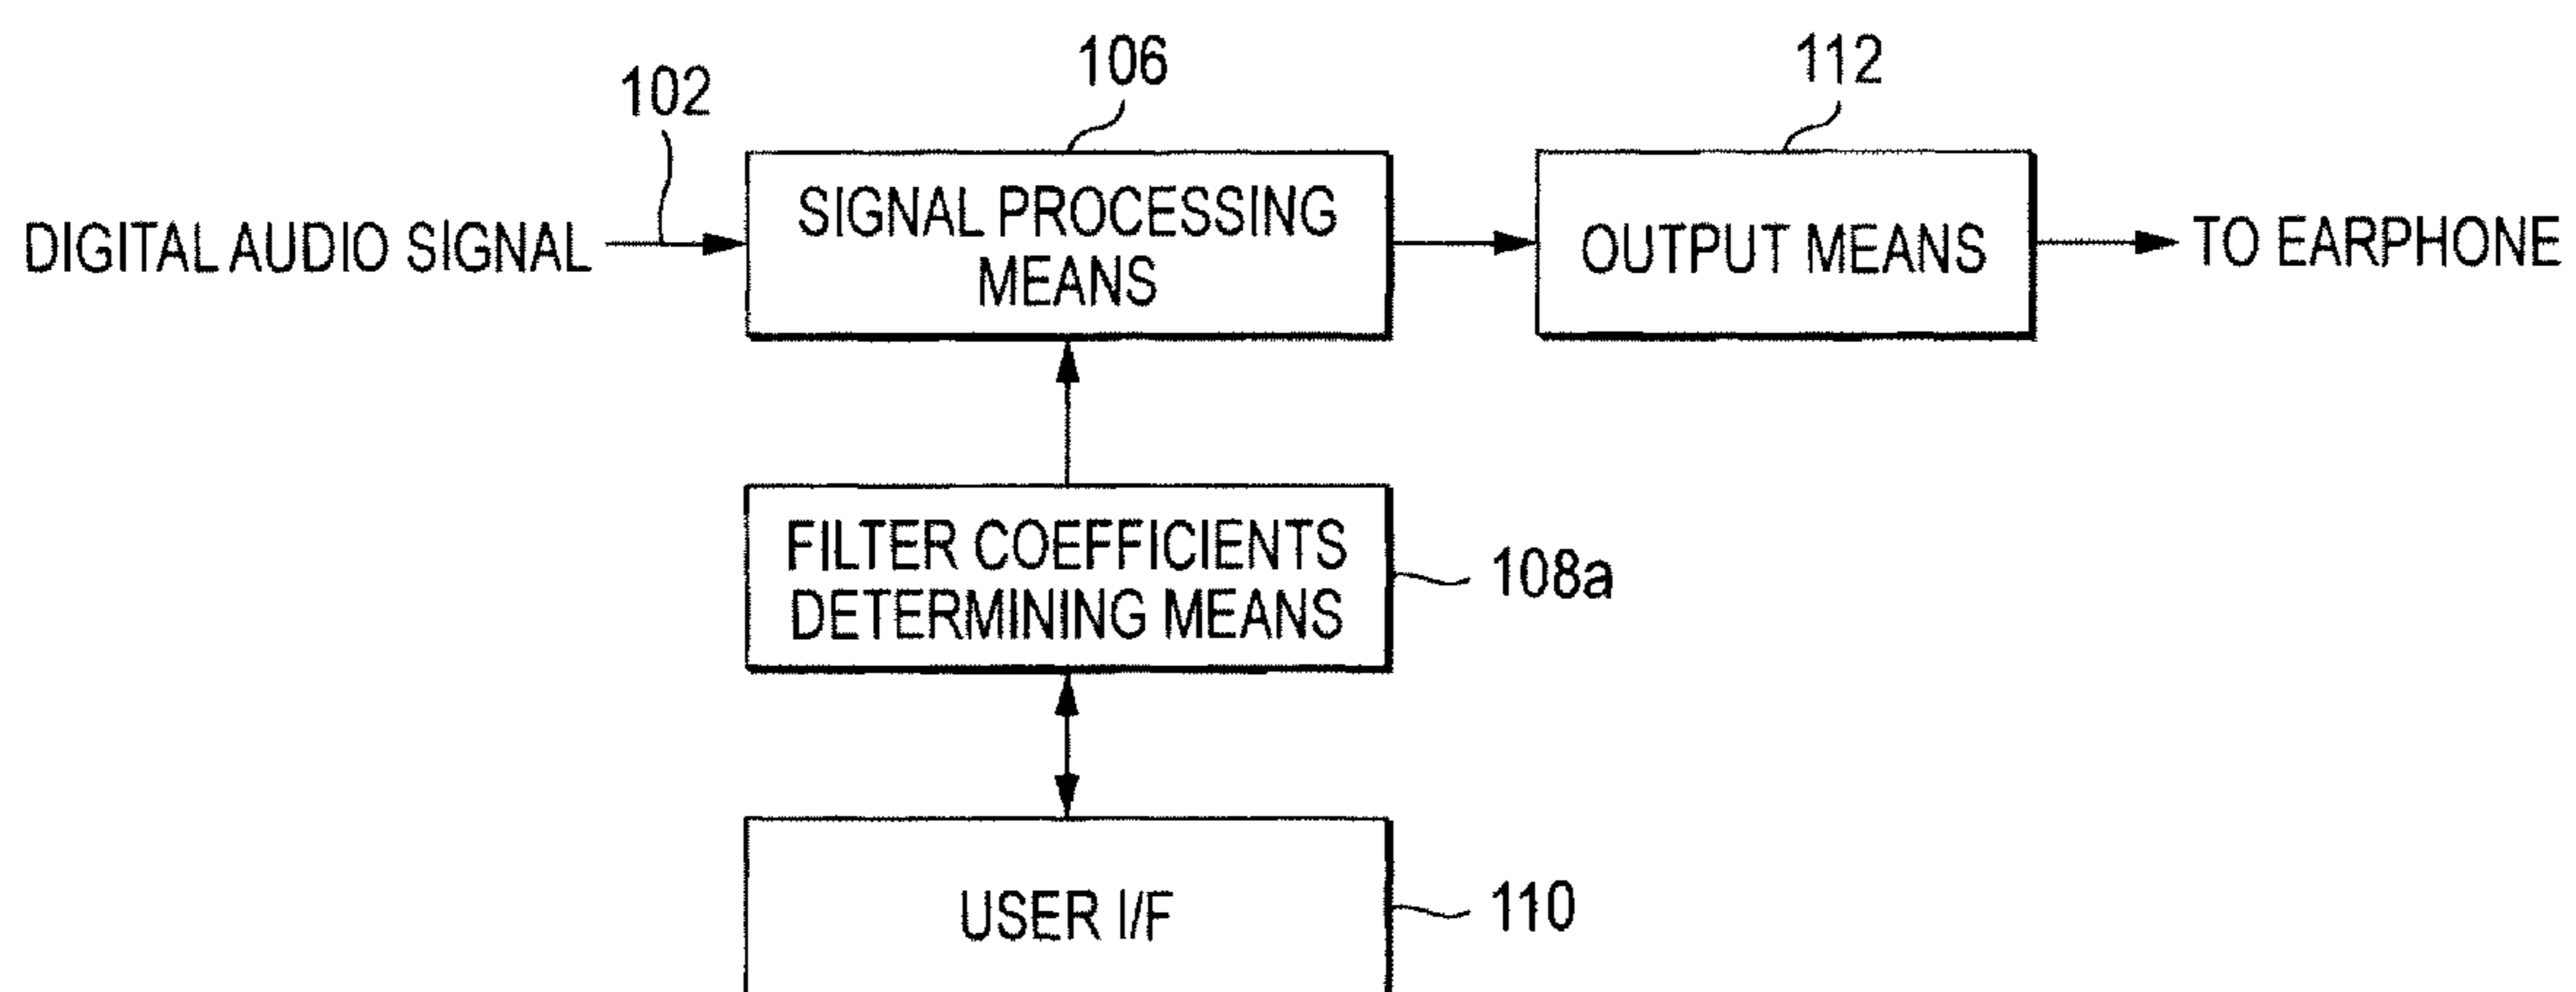 102
106
112
DIGITAL AUDIO SIGNAL
SIGNAL PROCESSING
MEANS
OUTPUT MEANS
TO EARPHONE
FILTER COEFFICIENTS
DETERMINING MEANS
108a
USER I/F
110